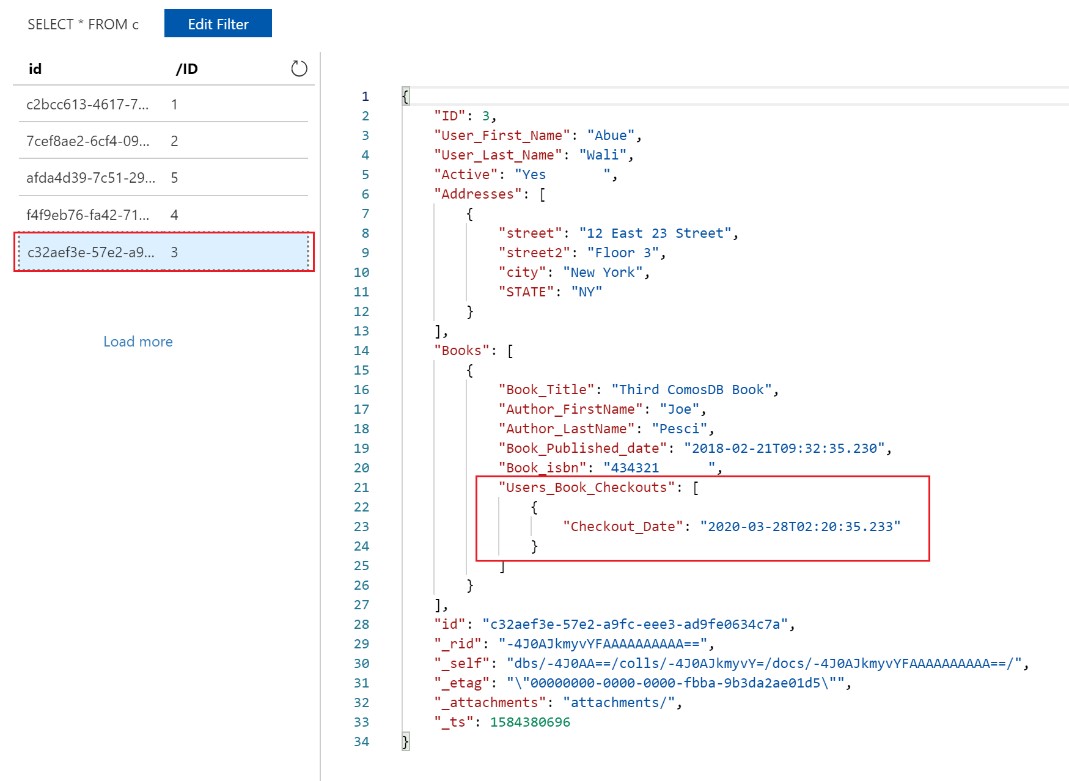 SELECT * FROM c
Edit Filter
id /ID
c2bcc613-4617-7... 1
7cef8ae2-6cf4-09... 2
afda4d39-7c51-29... 5
f4f9eb76-fa42-71... 4
c32aef3e-57e2-a9... 3
Load more
1 {
2 "ID": 3,
3 "User_First_Name": "Abue",
4 "User_Last_Name": "Wali",
5 "Active": "Yes       ",
6 "Addresses": [
7 {
8 "street": "12 East 23 Street",
9 "street2": "Floor 3",
10 "city": "New York",
11 "STATE": "NY"
12 }
13 ],
14 "Books": [
15 {
16 "Book_Title": "Third ComosDB Book",
17 "Author_FirstName": "Joe",
18 "Author_LastName": "Pesci",
19 "Book_Published_date": "2018-02-21T09:32:35.230",
20 "Book_isbn": "434321      ",
21 "Users_Book_Checkouts": [
22 {
23 "Checkout_Date": "2020-03-28T02:20:35.233"
24 }
25 ]
26 }
27 ],
28 "id": "c32aef3e-57e2-a9fc-eee3-ad9fe0634c7a",
29 "_rid": "-4J0AJkmyvYFAAAAAAAAAA==",
30 "_self": "dbs/-4J0AA==/colls/-4J0AJkmyvY=/docs/-4J0AJkmyvYFAAAAAAAAAA==/",
31 "_etag": "\"00000000-0000-0000-fbba-9b3da2ae01d5\"",
32 "_attachments": "attachments/",
33 "_ts": 1584380696
34 }